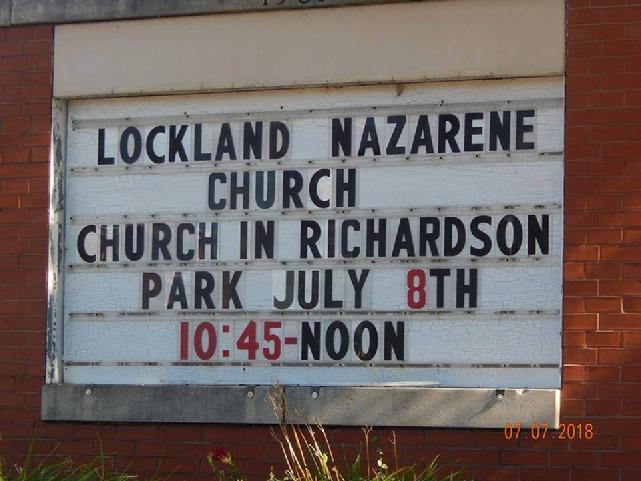 LOCKLAND NAZARENE
CHURCH
CHURCH IN RICHARDSON
PARK JULY 8TH
10:45-NOON
07.07.2018